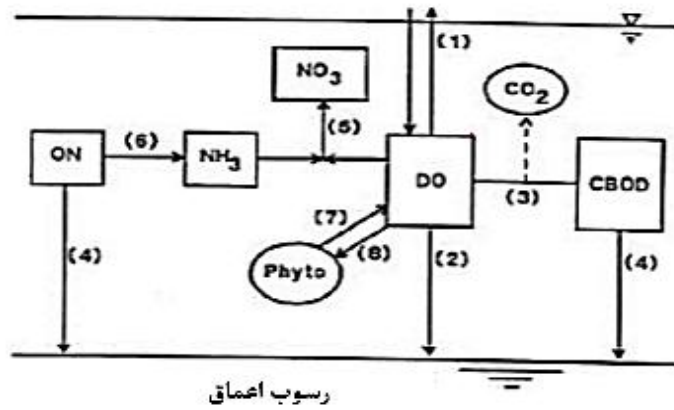 (1)
NO3
CO2
(5)
ON
(6)
NH3
DO
(3)
CBOD
(7)
(8)
Phyto
(4)
(2)
(4)
رسوب اعماق